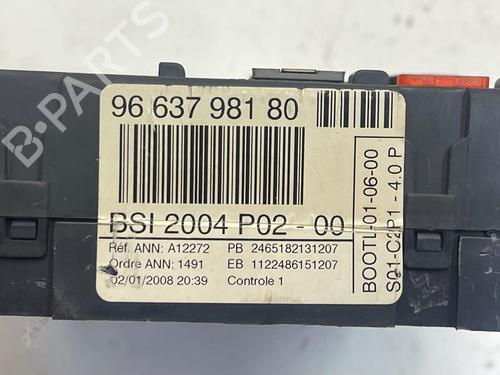 96 637 981 80
BSI 2004 P02 - 00
Réf. ANN: A12272 PB 2465182131207
Ordre ANN: 1491 EB 1122486151207
02/01/2008 20:39 Controle 1
BOOTL-01-06-00
S01-C2P1 - 4.0 P